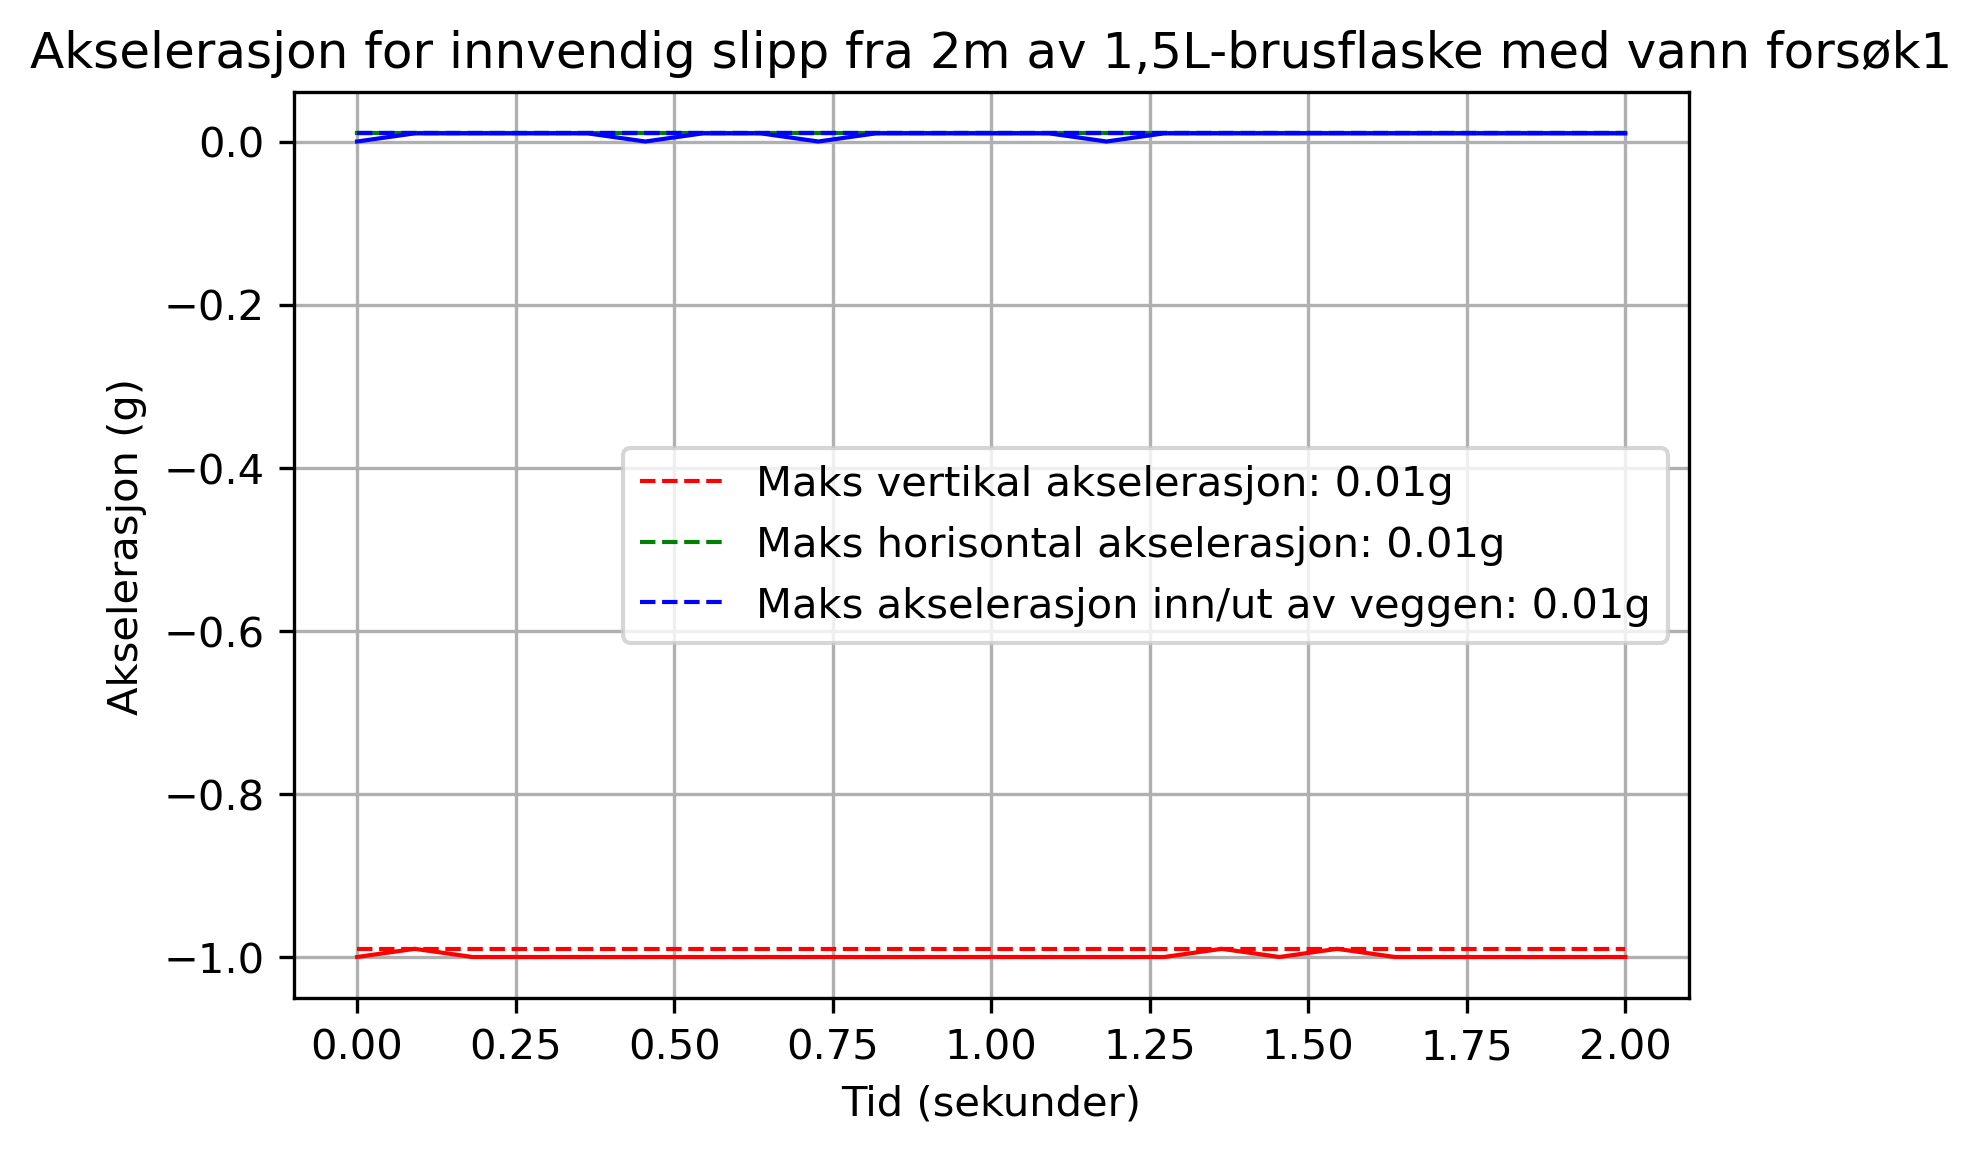 Akselerasjon for innvendig slipp fra 2m av 1,5L-brusflaske med vann forsøk1
0.0
−0.2
−0.4
−0.6
−0.8
−1.0
Akselerasjon (g)
Maks vertikal akselerasjon: 0.01g
Maks horisontal akselerasjon: 0.01g
Maks akselerasjon inn/ut av veggen: 0.01g
0.00 0.25 0.50 0.75 1.00 1.25 1.50 1.75 2.00
Tid (sekunder)